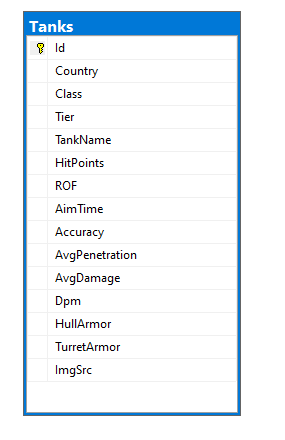 Tanks
Id
Country
Class
Tier
TankName
HitPoints
ROF
AimTime
Accuracy
AvgPenetration
AvgDamage
Dpm
HullArmor
TurretArmor
ImgSrc